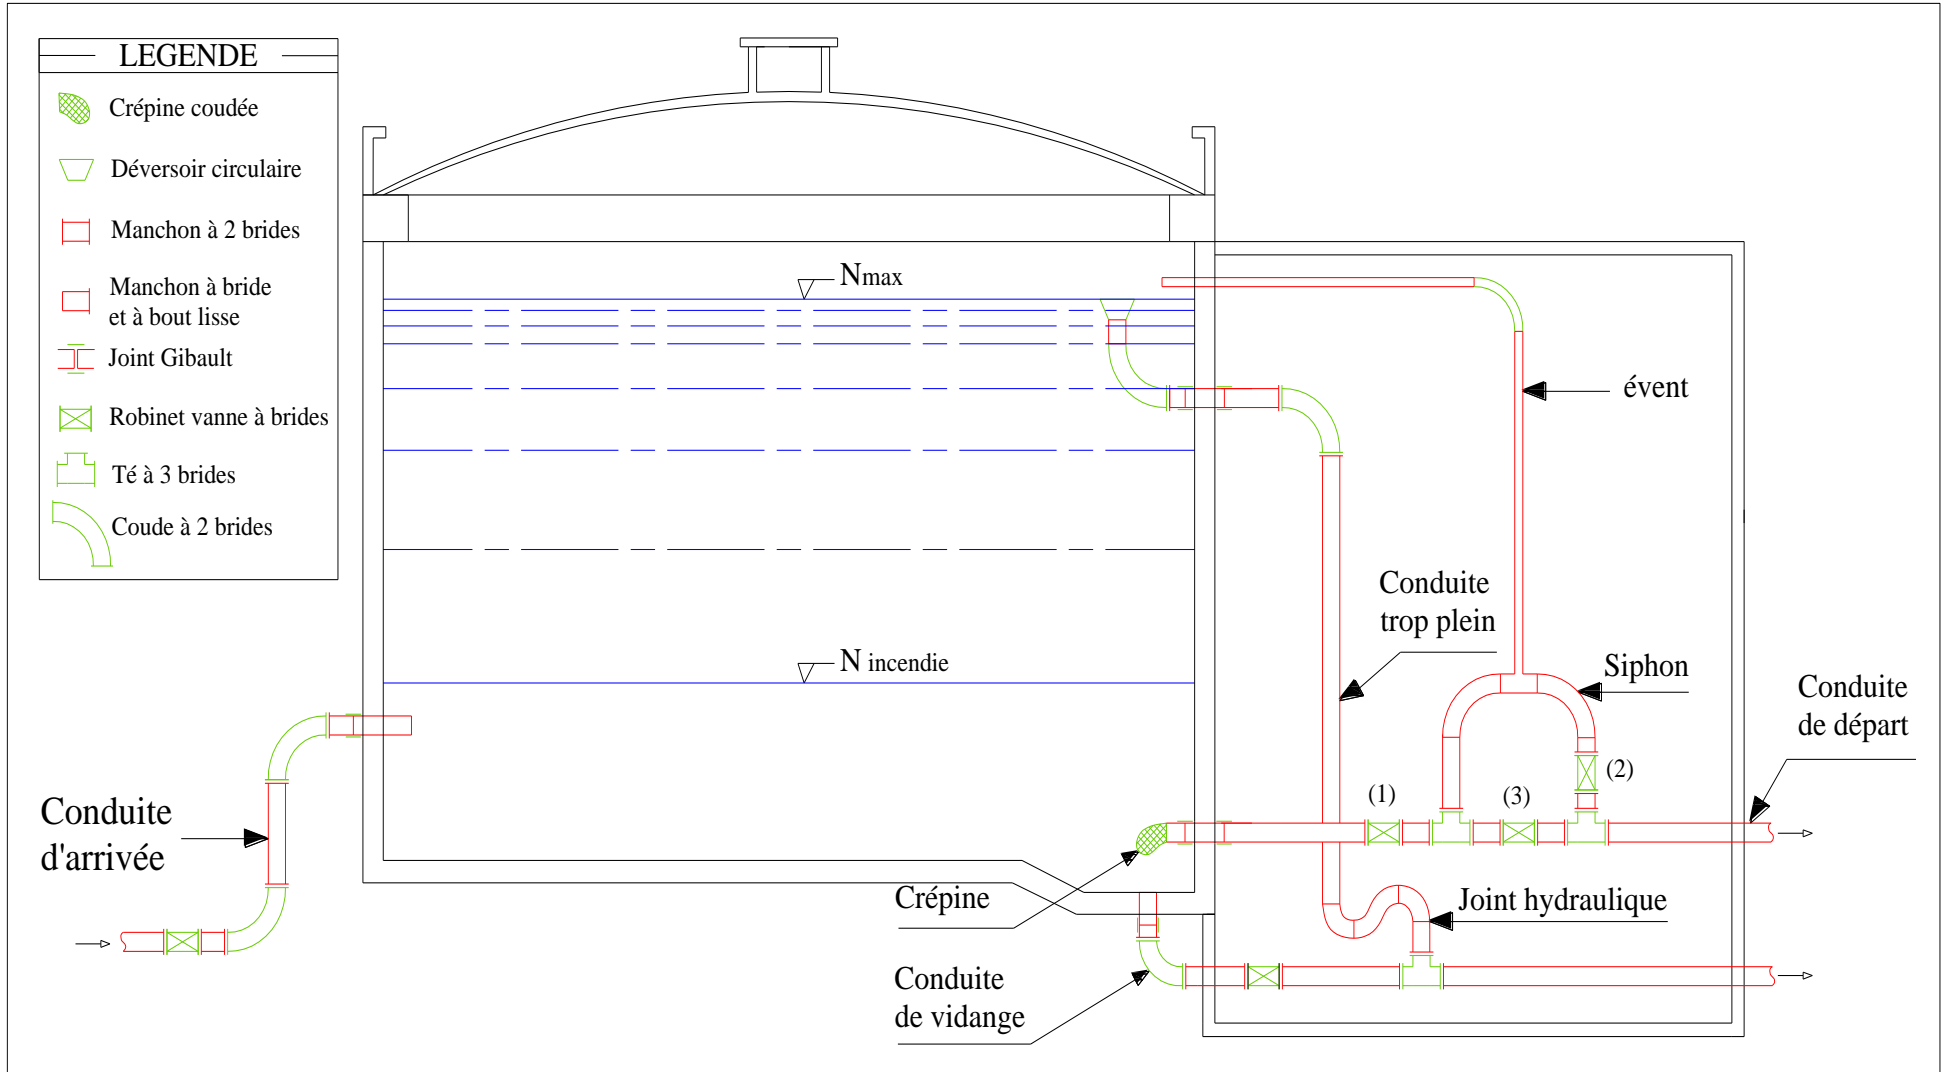 LEGENDE
Crépine coudée
Déversoir circulaire
Manchon à 2 brides
Manchon à bride
et à bout lisse
Joint Gibault
Robinet vanne à brides
Té à 3 brides
Coude à 2 brides
Nmax
évent
Conduite
trop plein
N incendie
Siphon
Conduite
de départ
(1)
(3)
(2)
Conduite
d'arrivée
Crépine
Joint hydraulique
Conduite
de vidange